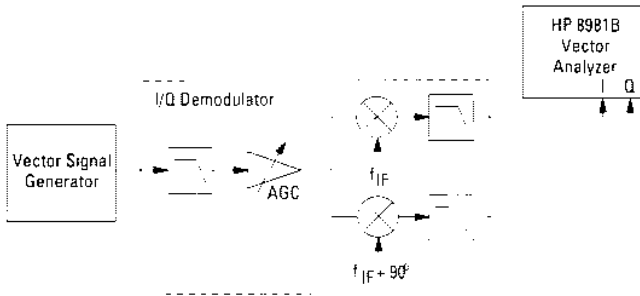 HP 8981B
Vector
Analyzer
I Q
I/Q Demodulator
Vector Signal
Generator
AGC
fIF
fIF + 90°